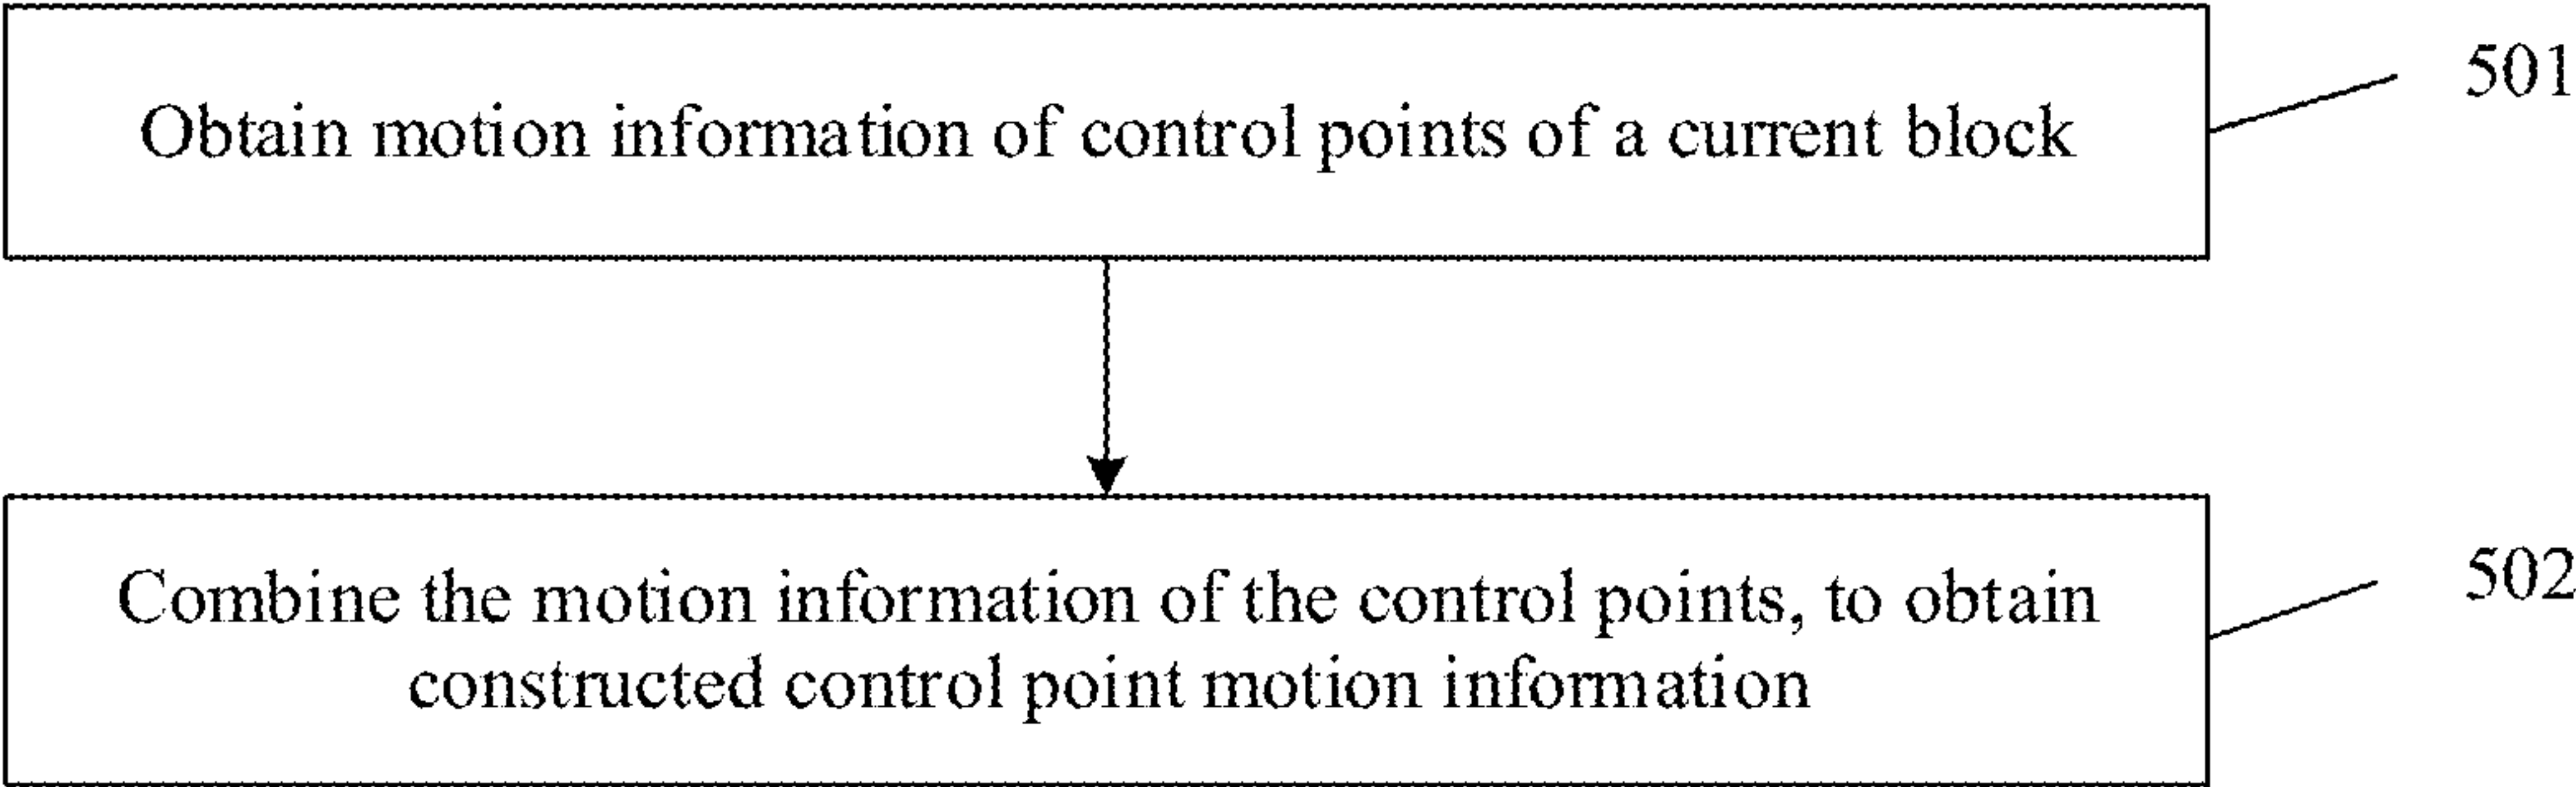 Obtain motion information of control points of a current block
501
Combine the motion information of the control points, to obtain
constructed control point motion information
502